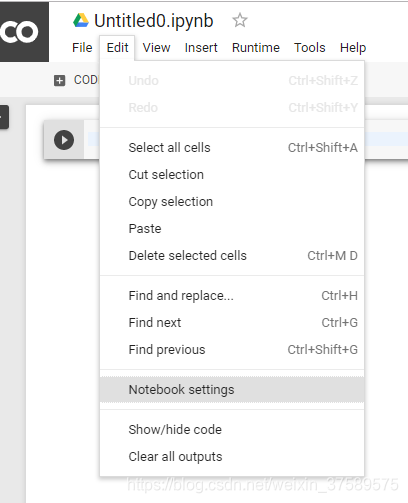 CO Untitled0.ipynb
File Edit View Insert Runtime Tools Help
COD
Undo Ctrl+Shift+Z
Redo Ctrl+Shift+Y
Select all cells Ctrl+Shift+A
Cut selection
Copy selection
Paste
Delete selected cells Ctrl+M D
Find and replace... Ctrl+H
Find next Ctrl+G
Find previous Ctrl+Shift+G
Notebook settings
Show/hide code
Clear all outputs
https://blog.csdn.net/weixin_37589575